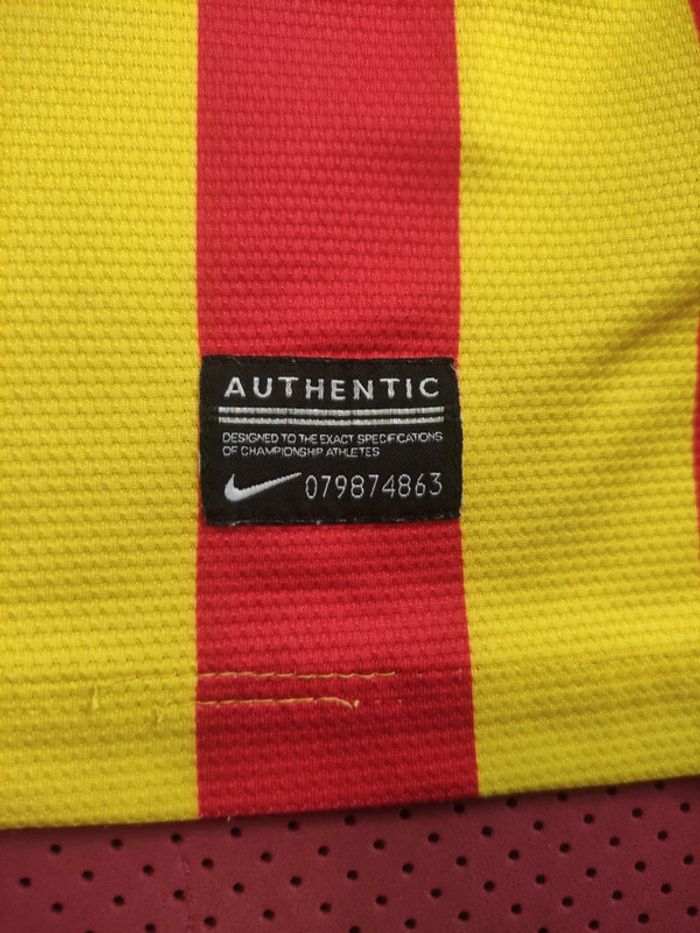 AUTHENTIC
DESIGNED TO THE EXACT SPECIFICATIONS
OF CHAMPIONSHIP ATHLETES
079874863